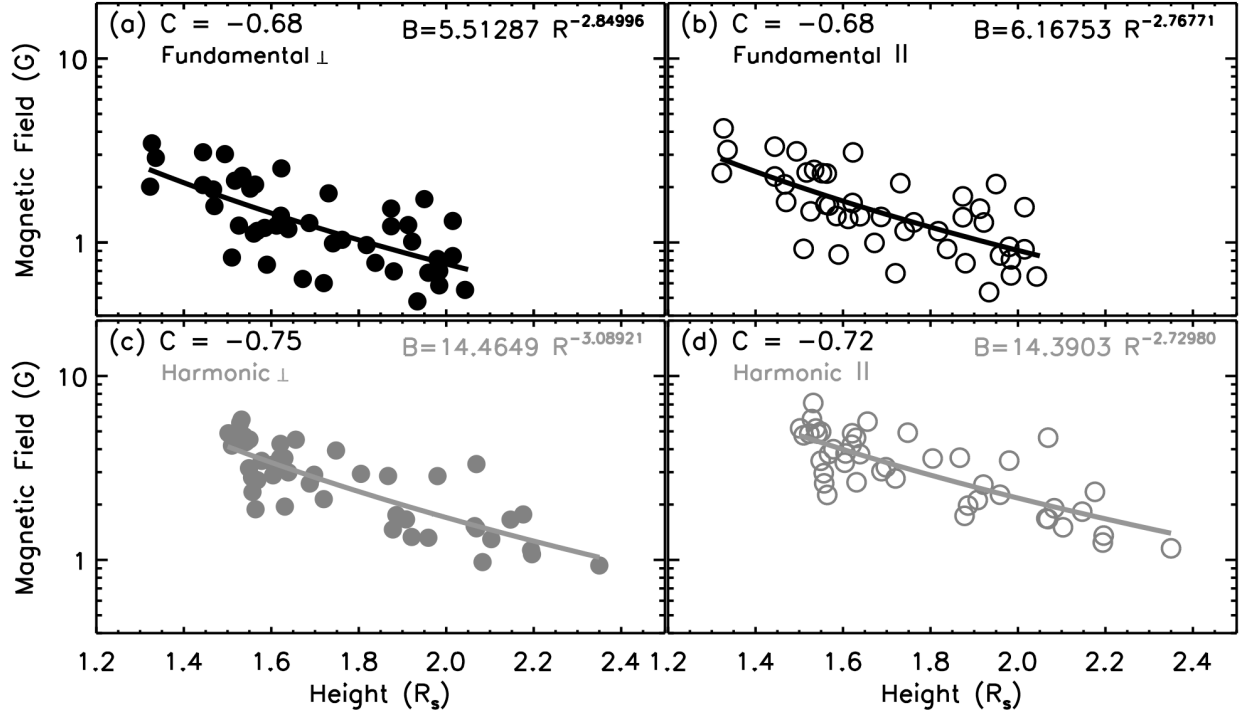 (a) C = −0.68 B=5.51287 R^−2.84996
Fundamental ⊥
(b) C = −0.68 B=6.16753 R^−2.76771
Fundamental ||
10
1
Magnetic Field (G)
(c) C = −0.75 B=14.4649 R^−3.08921
Harmonic ⊥
(d) C = −0.72 B=14.3903 R^−2.72980
Harmonic ||
10
1
Magnetic Field (G)
1.2 1.4 1.6 1.8 2.0 2.2 2.4 1.2 1.4 1.6 1.8 2.0 2.2 2.4
Height (Rs) Height (Rs)